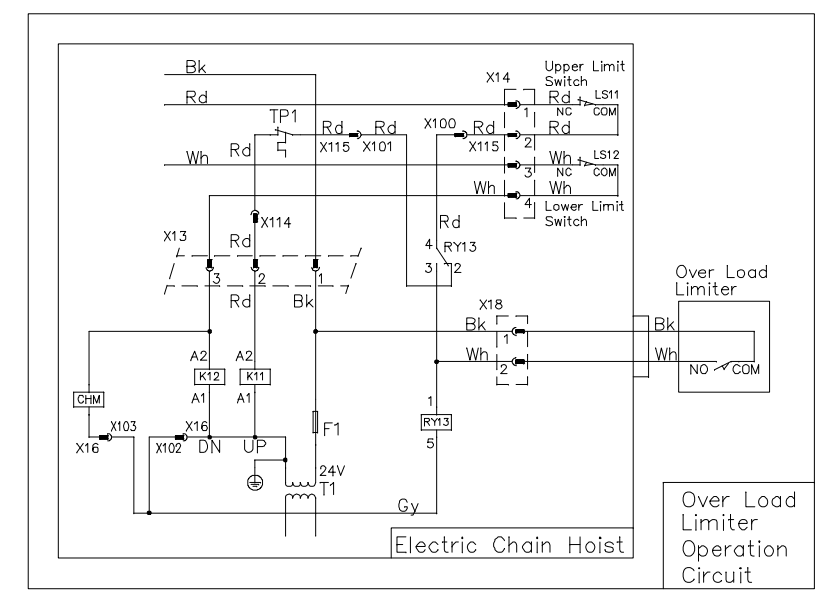 Bk
X14
Upper Limit
Switch
Rd
Rd
LS11
1
NC
COM
TP1
Rd
Rd
X100
Rd
Rd
X115
X101
X115
2
Rd
Wh
Wh
LS12
3
NC
COM
Wh
Wh
4
X114
Lower Limit
Switch
X13
Rd
Rd
4
RY13
3
2
3
2
1
Rd
Bk
X18
Over Load
Limiter
Bk
1
Bk
Wh
2
Wh
NO
COM
A2
A2
K12
K11
CHM
A1
A1
1
RY13
5
F1
X103
X16
X16
X102
DN
UP
24V
T1
Gy
Electric Chain Hoist
Over Load
Limiter
Operation
Circuit